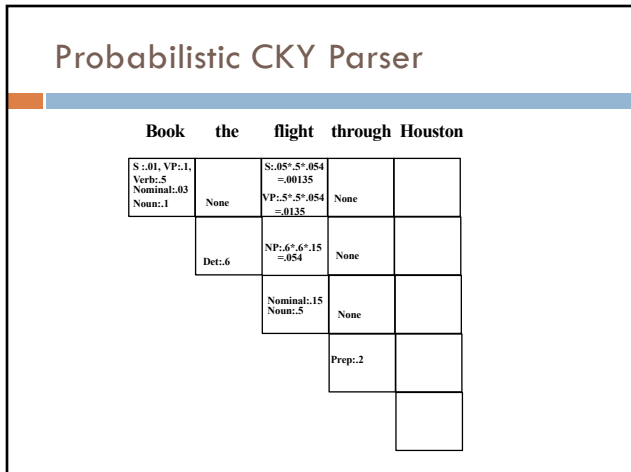 Probabilistic CKY Parser
Book the flight through Houston
S :.01, VP:.1,
Verb:.5
Nominal:.03
Noun:.1
None
S:.05*.5*.054
=.00135
VP:.5*.5*.054
=.0135
None
Det:.6
NP:.6*.6*.15
=.054
None
Nominal:.15
Noun:.5
None
Prep:.2